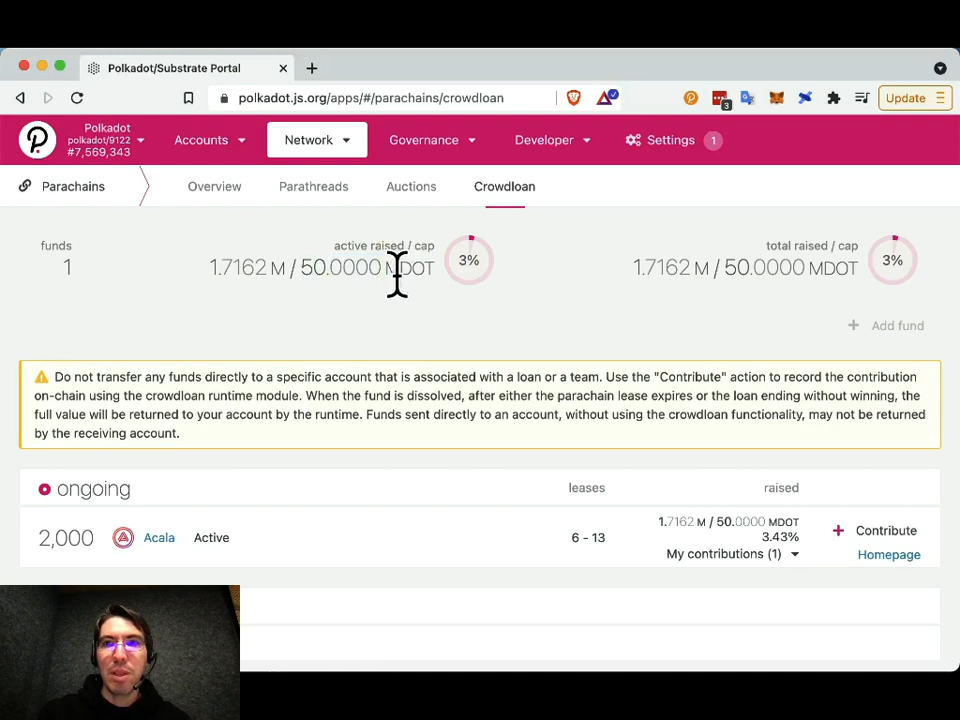 Polkadot/Substrate Portal
polkadot.js.org/apps/#/parachains/crowdloan
3
Update
Polkadot
polkadot/9122
#7,569,343
Accounts
Network
Governance
Developer
Settings
1
Parachains
Overview
Parathreads
Auctions
Crowdloan
funds
1
active raised / cap
1.7162 M / 50.0000 MDOT
3%
total raised / cap
1.7162 M / 50.0000 MDOT
3%
+ Add fund
Do not transfer any funds directly to a specific account that is associated with a loan or a team. Use the "Contribute" action to record the contribution
on-chain using the crowdloan runtime module. When the fund is dissolved, after either the parachain lease expires or the loan ending without winning, the
full value will be returned to your account by the runtime. Funds sent directly to an account, without using the crowdloan functionality, may not be returned
by the receiving account.
ongoing
leases
raised
2,000
Acala
Active
6 - 13
1.7162 M / 50.0000 MDOT
3.43%
My contributions (1)
+ Contribute
Homepage